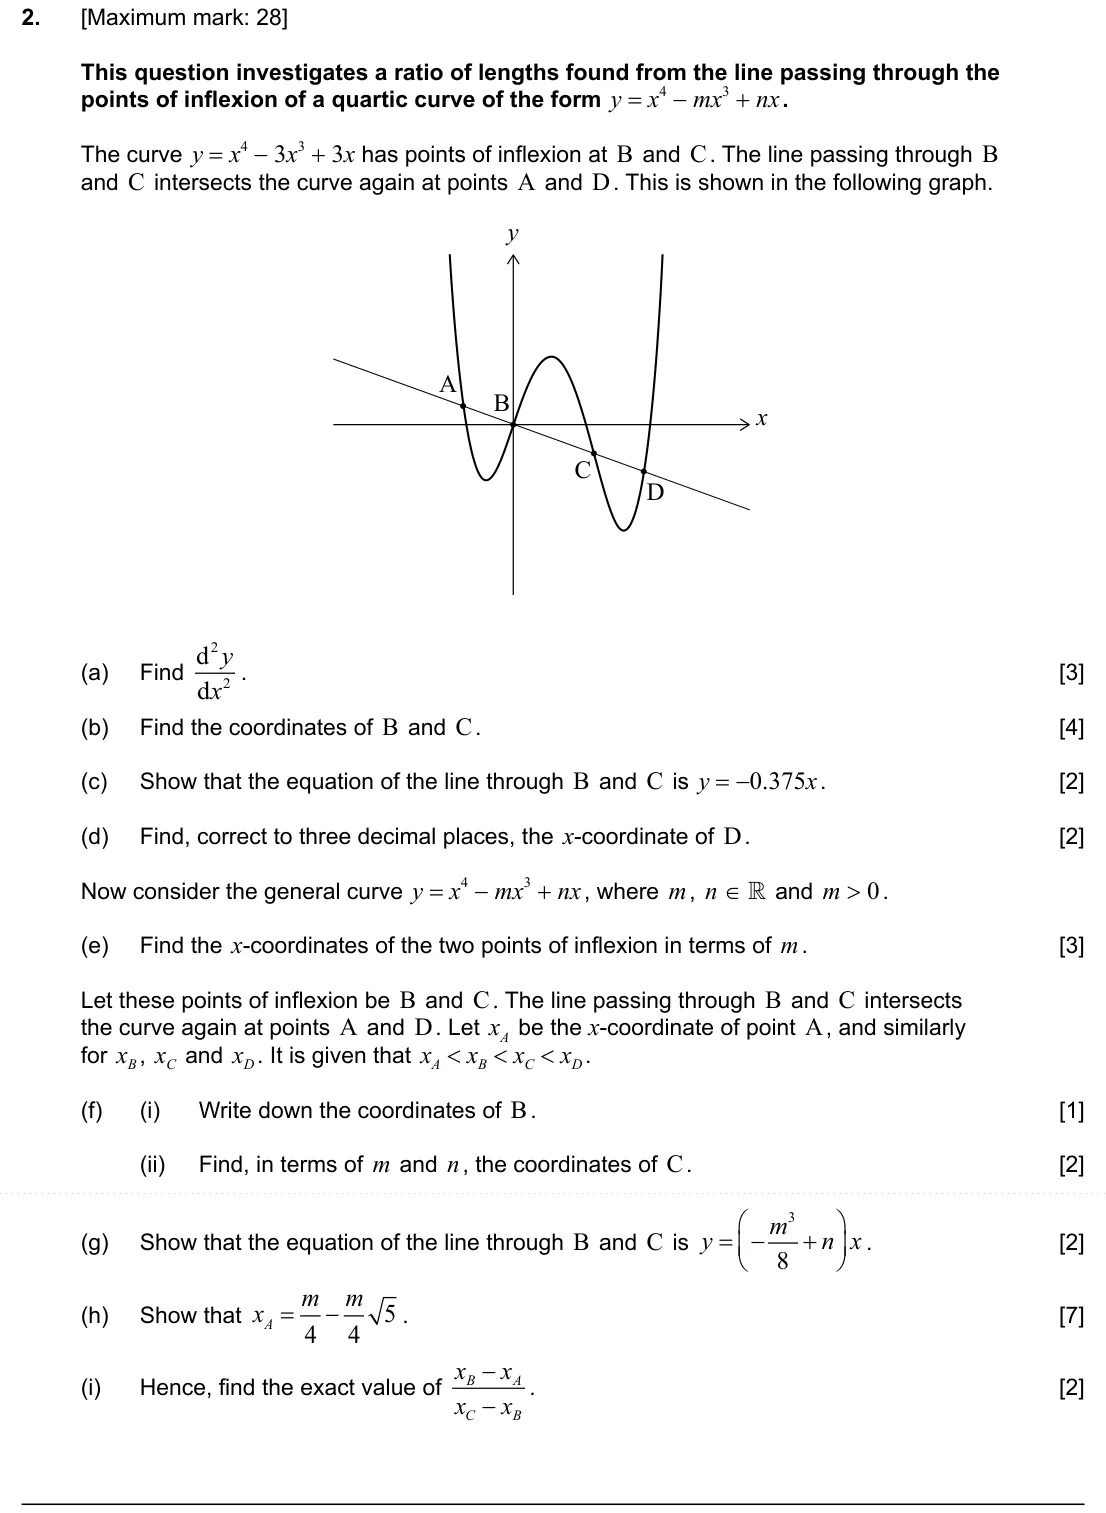 2. [Maximum mark: 28]
This question investigates a ratio of lengths found from the line passing through the
points of inflexion of a quartic curve of the form y = x⁴ − mx³ + nx.
The curve y = x⁴ − 3x³ + 3x has points of inflexion at B and C. The line passing through B
and C intersects the curve again at points A and D. This is shown in the following graph.
y
A
B
x
C
D
(a) Find d²y/dx². [3]
(b) Find the coordinates of B and C. [4]
(c) Show that the equation of the line through B and C is y = −0.375x. [2]
(d) Find, correct to three decimal places, the x-coordinate of D. [2]
Now consider the general curve y = x⁴ − mx³ + nx, where m, n ∈ ℝ and m > 0.
(e) Find the x-coordinates of the two points of inflexion in terms of m. [3]
Let these points of inflexion be B and C. The line passing through B and C intersects
the curve again at points A and D. Let x_A be the x-coordinate of point A, and similarly
for x_B, x_C and x_D. It is given that x_A < x_B < x_C < x_D.
(f) (i) Write down the coordinates of B. [1]
(ii) Find, in terms of m and n, the coordinates of C. [2]
(g) Show that the equation of the line through B and C is y = (−m³/8 + n)x. [2]
(h) Show that x_A = m/4 − m/4 √5. [7]
(i) Hence, find the exact value of (x_B − x_A)/(x_C − x_B). [2]